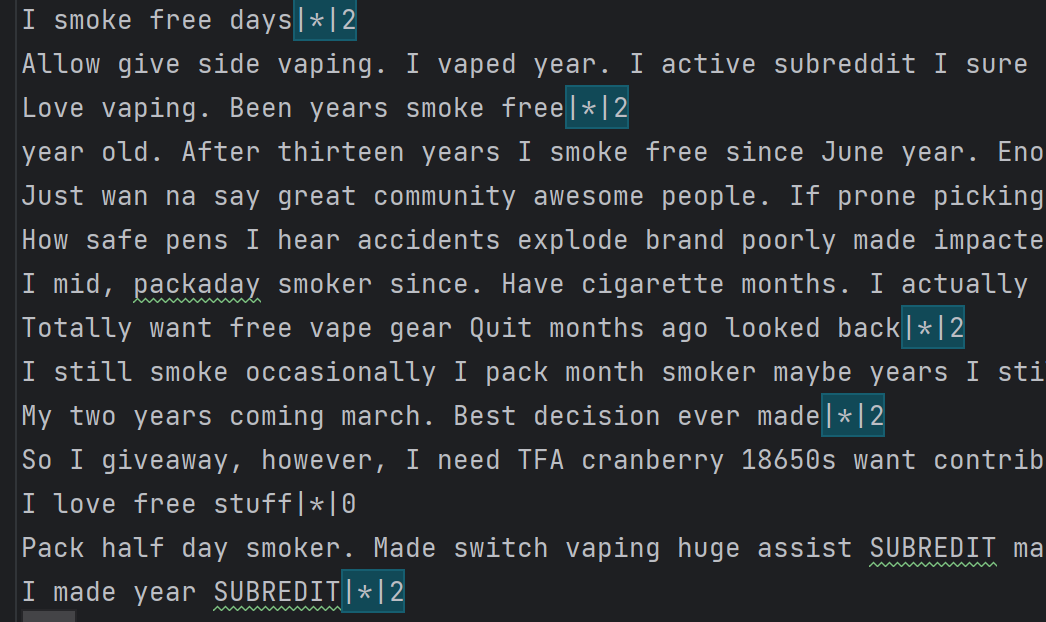 I smoke free days|*|2
Allow give side vaping. I vaped year. I active subreddit I sure
Love vaping. Been years smoke free|*|2
year old. After thirteen years I smoke free since June year.
Just wan na say great community awesome people. If prone picking
How safe pens I hear accidents explode brand poorly made
I mid, packaday smoker since. Have cigarette months. I actually
Totally want free vape gear Quit months ago looked back|*|2
I still smoke occasionally I pack month smoker maybe years I
My two years coming march. Best decision ever made|*|2
So I giveaway, however, I need TFA cranberry 18650s want
I love free stuff|*|0
Pack half day smoker. Made switch vaping huge assist SUBREDIT
I made year SUBREDIT|*|2